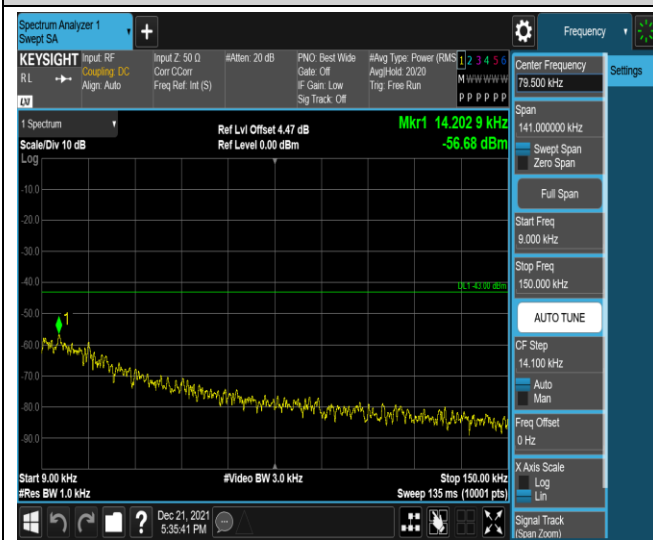 Spectrum Analyzer 1
Swept SA
Frequency
KEYSIGHT
RL
LXI
Input: RF
Coupling: DC
Align: Auto
Input Z: 50 Ω
Corr CCorr
Freq Ref: Int (S)
#Atten: 20 dB
PNO: Best Wide
Gate: Off
IF Gain: Low
Sig Track: Off
#Avg Type: Power (RMS
Avg|Hold: 20/20
Trig: Free Run
1 2 3 4 5 6
M W W W W W
P P P P P P
Settings
Center Frequency
79.500 kHz
Span
141.000000 kHz
Swept Span
Zero Span
Full Span
Start Freq
9.000 kHz
Stop Freq
150.000 kHz
AUTO TUNE
CF Step
14.100 kHz
Auto
Man
Freq Offset
0 Hz
X Axis Scale
Log
Lin
Signal Track
(Span Zoom)
1 Spectrum
Scale/Div 10 dB
Log
Ref Lvl Offset 4.47 dB
Ref Level 0.00 dBm
Mkr1 14.202 9 kHz
-56.68 dBm
-10.0
-20.0
-30.0
-40.0
DL1 -43.00 dBm
-50.0
1
-60.0
-70.0
-80.0
-90.0
Start 9.00 kHz
#Video BW 3.0 kHz
Stop 150.00 kHz
#Res BW 1.0 kHz
Sweep 135 ms (10001 pts)
Dec 21, 2021
5:35:41 PM